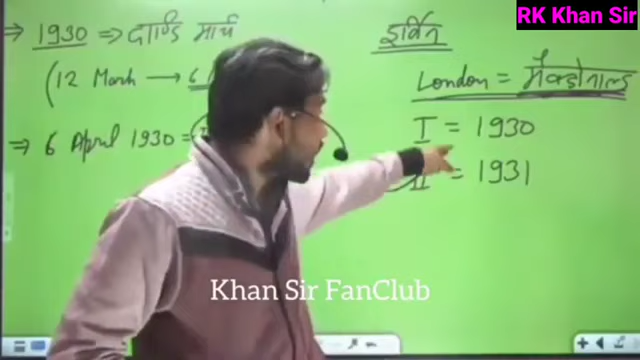 RK Khan Sir
⇒ 1930 ⇒ दाण्डि मार्च
(12 March → 6
⇒ 6 April 1930 =
इर्विन
London = मैक्डोनाल्ड
I = 1930
II = 1931
Khan Sir FanClub